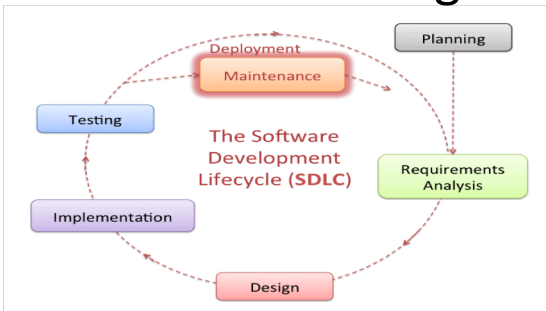 Planning
Deployment
Maintenance
Testing
The Software
Development
Lifecycle (SDLC)
Requirements
Analysis
Implementation
Design